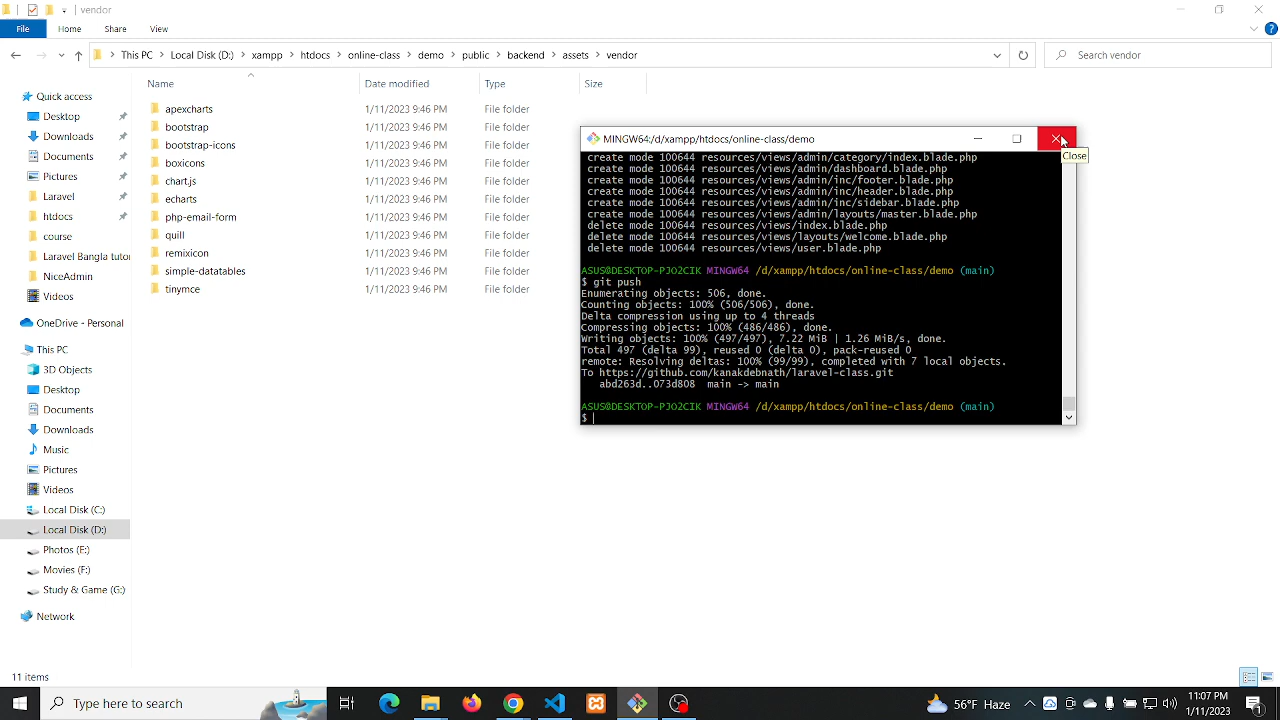 vendor
File Home Share View
This PC > Local Disk (D:) > xampp > htdocs > online-class > demo > public > backend > assets > vendor
Search vendor
Name Date modified Type Size
Quick access
Desktop
Downloads
Documents
Pictures
Laravel
htdocs
course
Laravel Bangla tutor
NiceAdmin
Videos
OneDrive - Personal
This PC
3D Objects
Desktop
Documents
Downloads
Music
Pictures
Videos
Local Disk (C:)
Local Disk (D:)
Photos (E:)
Movies (F:)
Study & Game (G:)
Network
apexcharts 1/11/2023 9:46 PM File folder
bootstrap 1/11/2023 9:46 PM File folder
bootstrap-icons 1/11/2023 9:46 PM File folder
boxicons 1/11/2023 9:46 PM File folder
chart.js 1/11/2023 9:46 PM File folder
echarts 1/11/2023 9:46 PM File folder
php-email-form 1/11/2023 9:46 PM File folder
quill 1/11/2023 9:46 PM File folder
remixicon 1/11/2023 9:46 PM File folder
simple-datatables 1/11/2023 9:46 PM File folder
tinymce 1/11/2023 9:46 PM File folder
MINGW64:/d/xampp/htdocs/online-class/demo
Close
create mode 100644 resources/views/admin/category/index.blade.php
create mode 100644 resources/views/admin/dashboard.blade.php
create mode 100644 resources/views/admin/inc/footer.blade.php
create mode 100644 resources/views/admin/inc/header.blade.php
create mode 100644 resources/views/admin/inc/sidebar.blade.php
create mode 100644 resources/views/admin/layouts/master.blade.php
delete mode 100644 resources/views/index.blade.php
delete mode 100644 resources/views/layouts/welcome.blade.php
delete mode 100644 resources/views/user.blade.php
ASUS@DESKTOP-PJO2CIK MINGW64 /d/xampp/htdocs/online-class/demo (main)
$ git push
Enumerating objects: 506, done.
Counting objects: 100% (506/506), done.
Delta compression using up to 4 threads
Compressing objects: 100% (486/486), done.
Writing objects: 100% (497/497), 7.22 MiB | 1.26 MiB/s, done.
Total 497 (delta 99), reused 0 (delta 0), pack-reused 0
remote: Resolving deltas: 100% (99/99), completed with 7 local objects.
To https://github.com/kanakdebnath/laravel-class.git
abd263d..073d808 main -> main
ASUS@DESKTOP-PJO2CIK MINGW64 /d/xampp/htdocs/online-class/demo (main)
$
11 items
Type here to search
56°F Haze
11:07 PM
1/11/2023